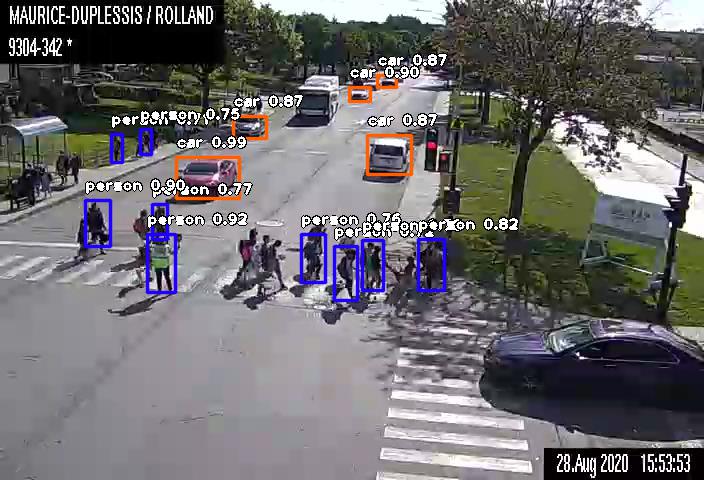 MAURICE-DUPLESSIS / ROLLAND
9304-342 *
car 0.87
car 0.90
car 0.87
person 0.75
car 0.87
car 0.99
person 0.90
person 0.77
person 0.92
person 0.75
person 0.82
28.Aug 2020 15:53:53